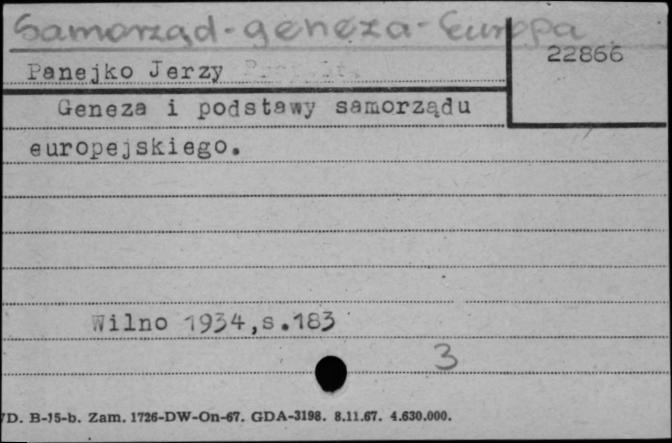 Samorząd-geneza-Europa
22866
Panejko Jerzy
Geneza i podstawy samorządu
europejskiego.
Wilno 1934,s.183
3
/D. B-15-b. Zam. 1726-DW-On-67. GDA-3198. 8.11.67. 4.630.000.